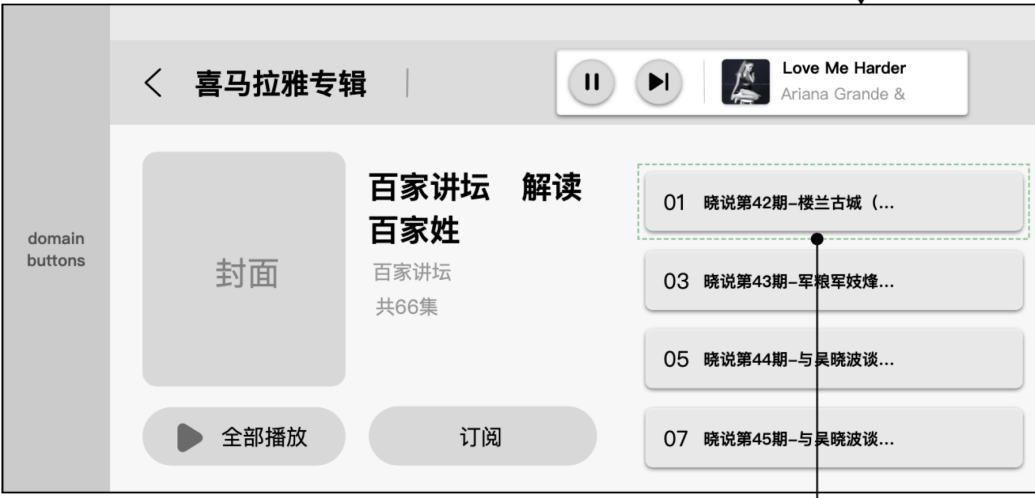 喜马拉雅专辑
Love Me Harder
Ariana Grande &
domain
buttons
封面
百家讲坛 解读
百家姓
百家讲坛
共66集
全部播放
订阅
01 晓说第42期–楼兰古城（...
03 晓说第43期–军粮军妓烽...
05 晓说第44期–与吴晓波谈...
07 晓说第45期–与吴晓波谈...